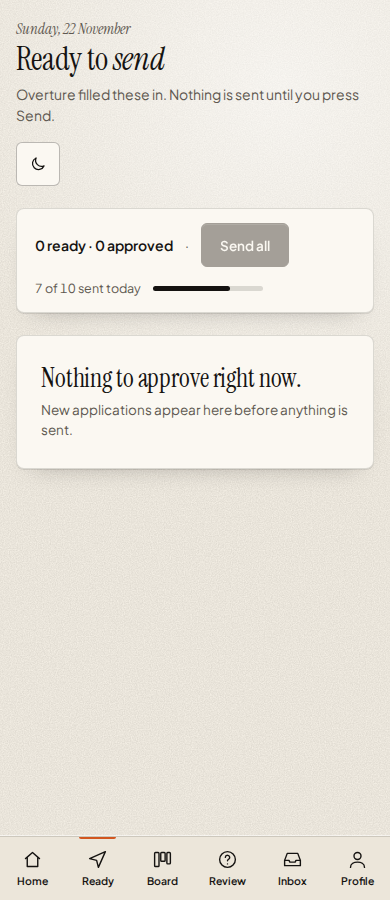 Sunday, 22 November
Ready to send
Overture filled these in. Nothing is sent until you press
Send.
0 ready · 0 approved · Send all
7 of 10 sent today
Nothing to approve right now.
New applications appear here before anything is
sent.
Home Ready Board Review Inbox Profile